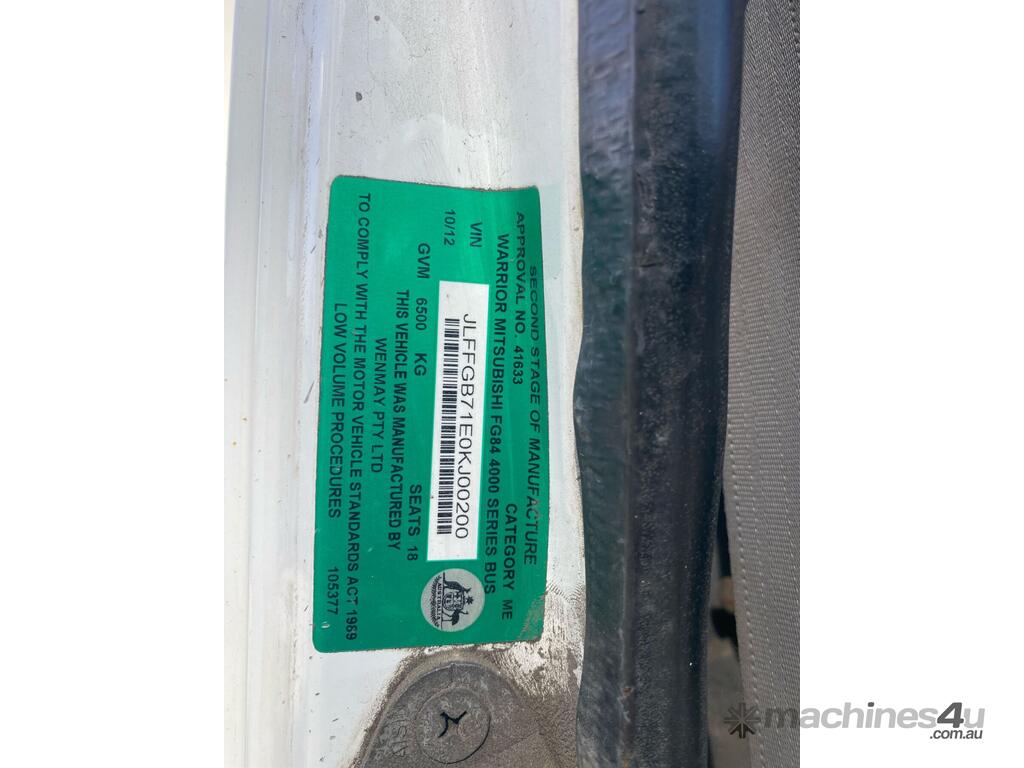 SECOND STAGE OF MANUFACTURE
APPROVAL NO. 41633 CATEGORY ME
WARRIOR MITSUBISHI FG84 4000 SERIES BUS
VIN JLFFGB71E0KJ00200
10/12
GVM 6500 KG SEATS 18
THIS VEHICLE WAS MANUFACTURED BY
WENMAY PTY LTD
TO COMPLY WITH THE MOTOR VEHICLE STANDARDS ACT 1989
LOW VOLUME PROCEDURES 105377
AUSTRALIA
machines4u
.com.au